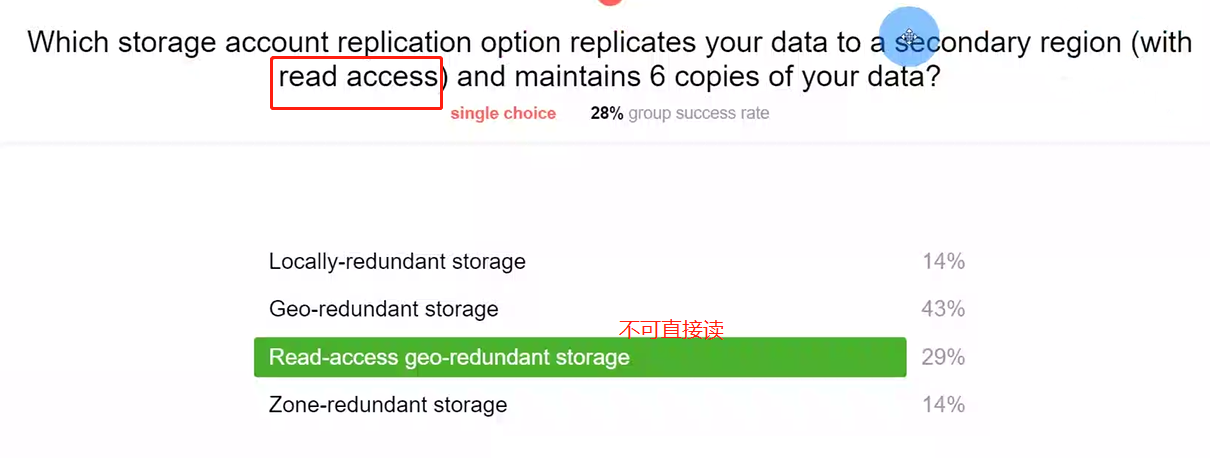 Which storage account replication option replicates your data to a secondary region (with
read access) and maintains 6 copies of your data?
single choice 28% group success rate
Locally-redundant storage 14%
Geo-redundant storage 43%
不可直接读
Read-access geo-redundant storage 29%
Zone-redundant storage 14%